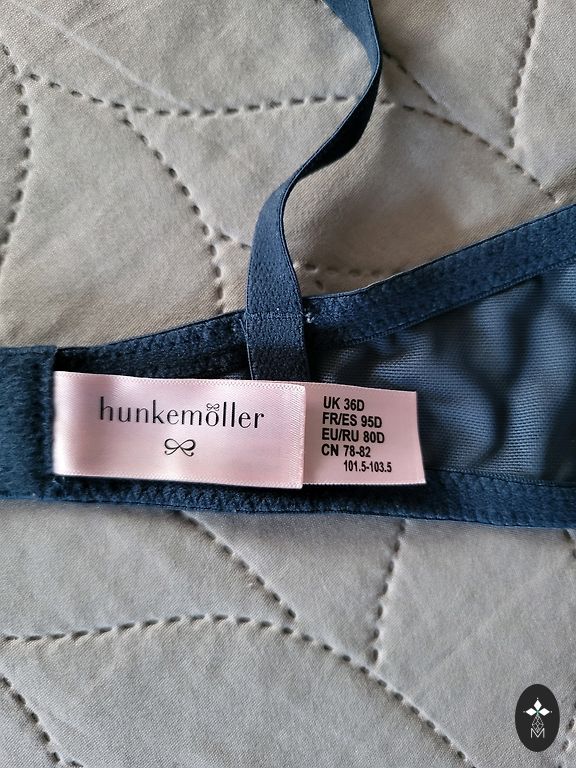 hunkemöller
UK 36D
FR/ES 95D
EU/RU 80D
CN 78-82
101.5-103.5
M